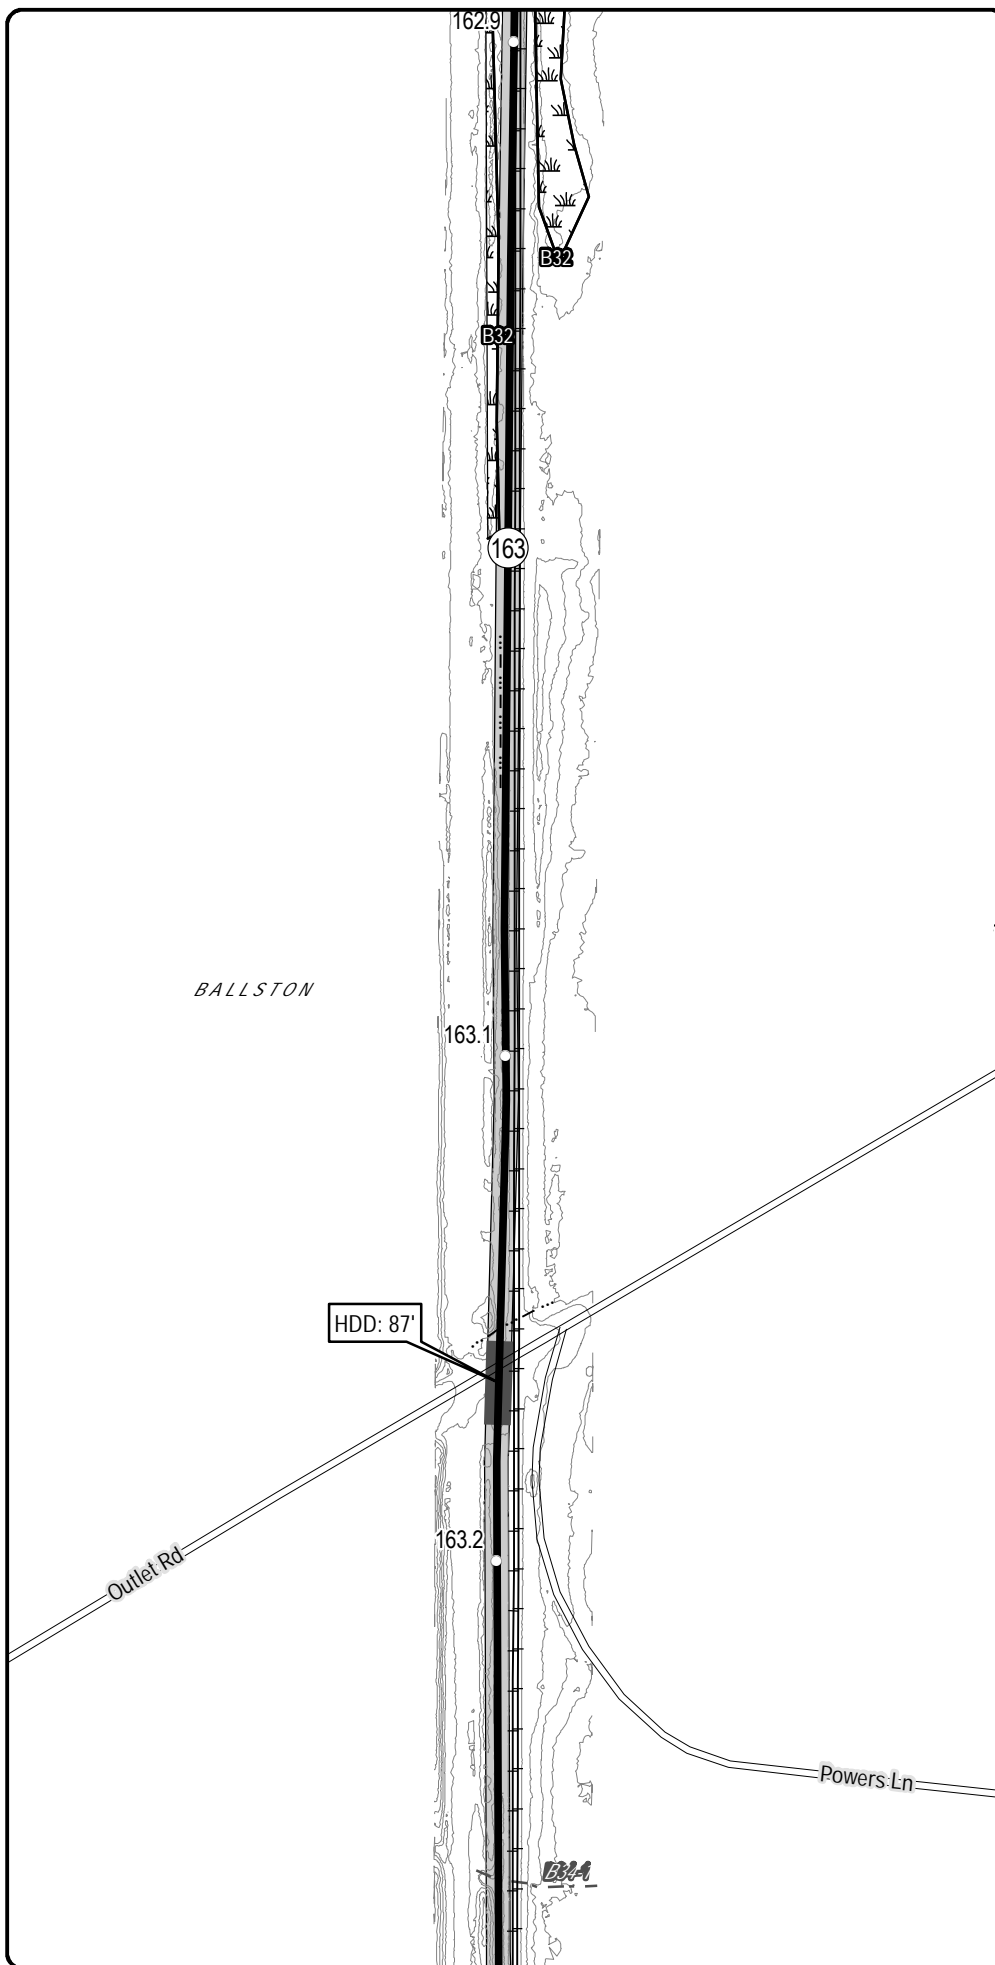 162.9
B32
B32
163
BALLSTON
163.1
HDD: 87'
163.2
Outlet Rd
Powers Ln